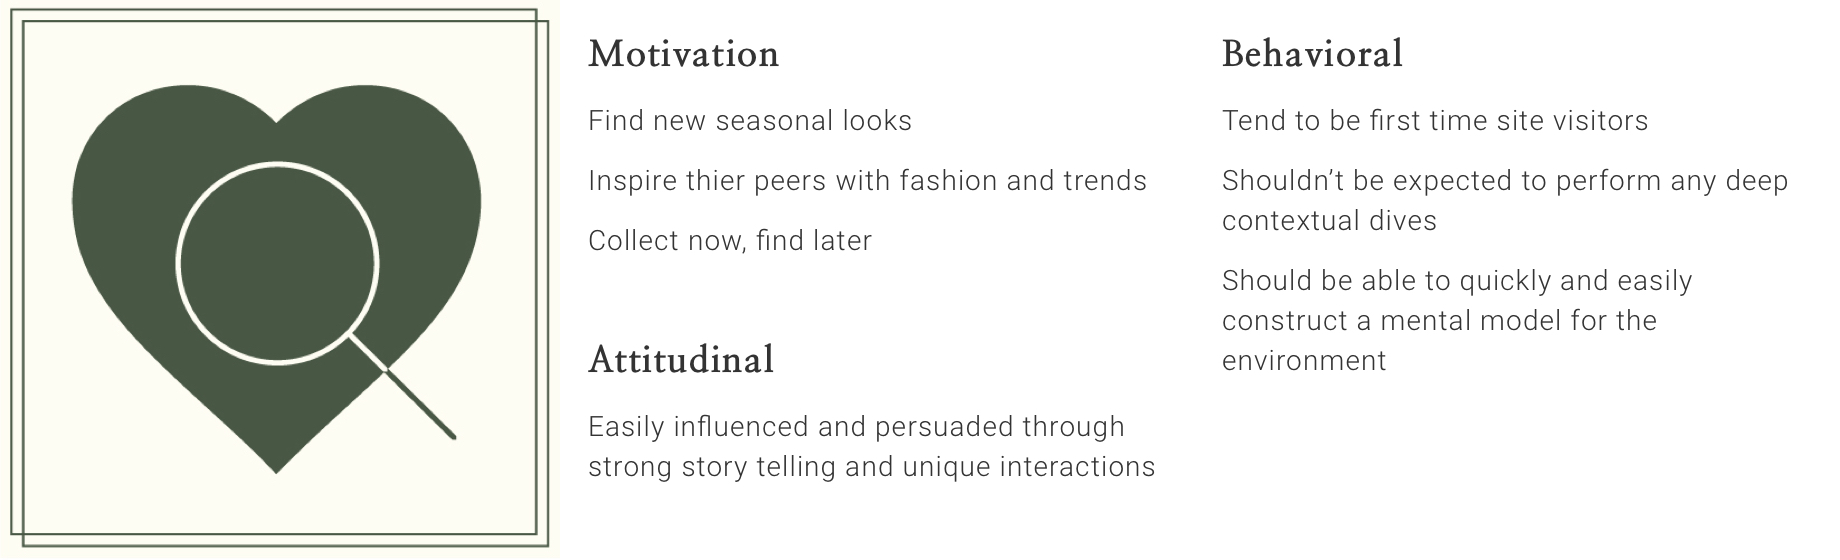 Motivation
Find new seasonal looks
Inspire thier peers with fashion and trends
Collect now, find later
Attitudinal
Easily influenced and persuaded through
strong story telling and unique interactions
Behavioral
Tend to be first time site visitors
Shouldn’t be expected to perform any deep
contextual dives
Should be able to quickly and easily
construct a mental model for the
environment